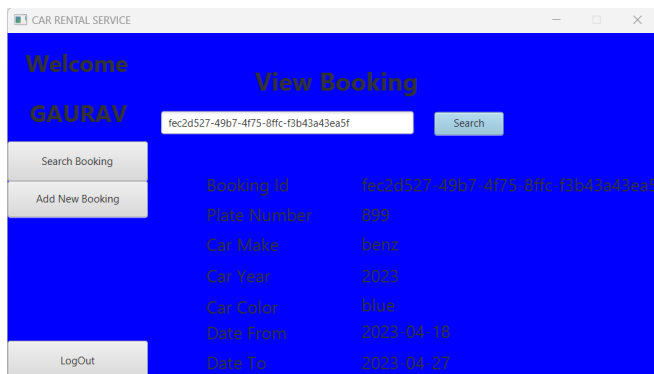 CAR RENTAL SERVICE
Welcome
GAURAV
View Booking
fec2d527-49b7-4f75-8ffc-f3b43a43ea5f Search
Search Booking
Add New Booking
LogOut
Booking Id fec2d527-49b7-4f75-8ffc-f3b43a43ea5
Plate Number 899
Car Make benz
Car Year 2023
Car Color blue
Date From 2023-04-18
Date To 2023-04-27